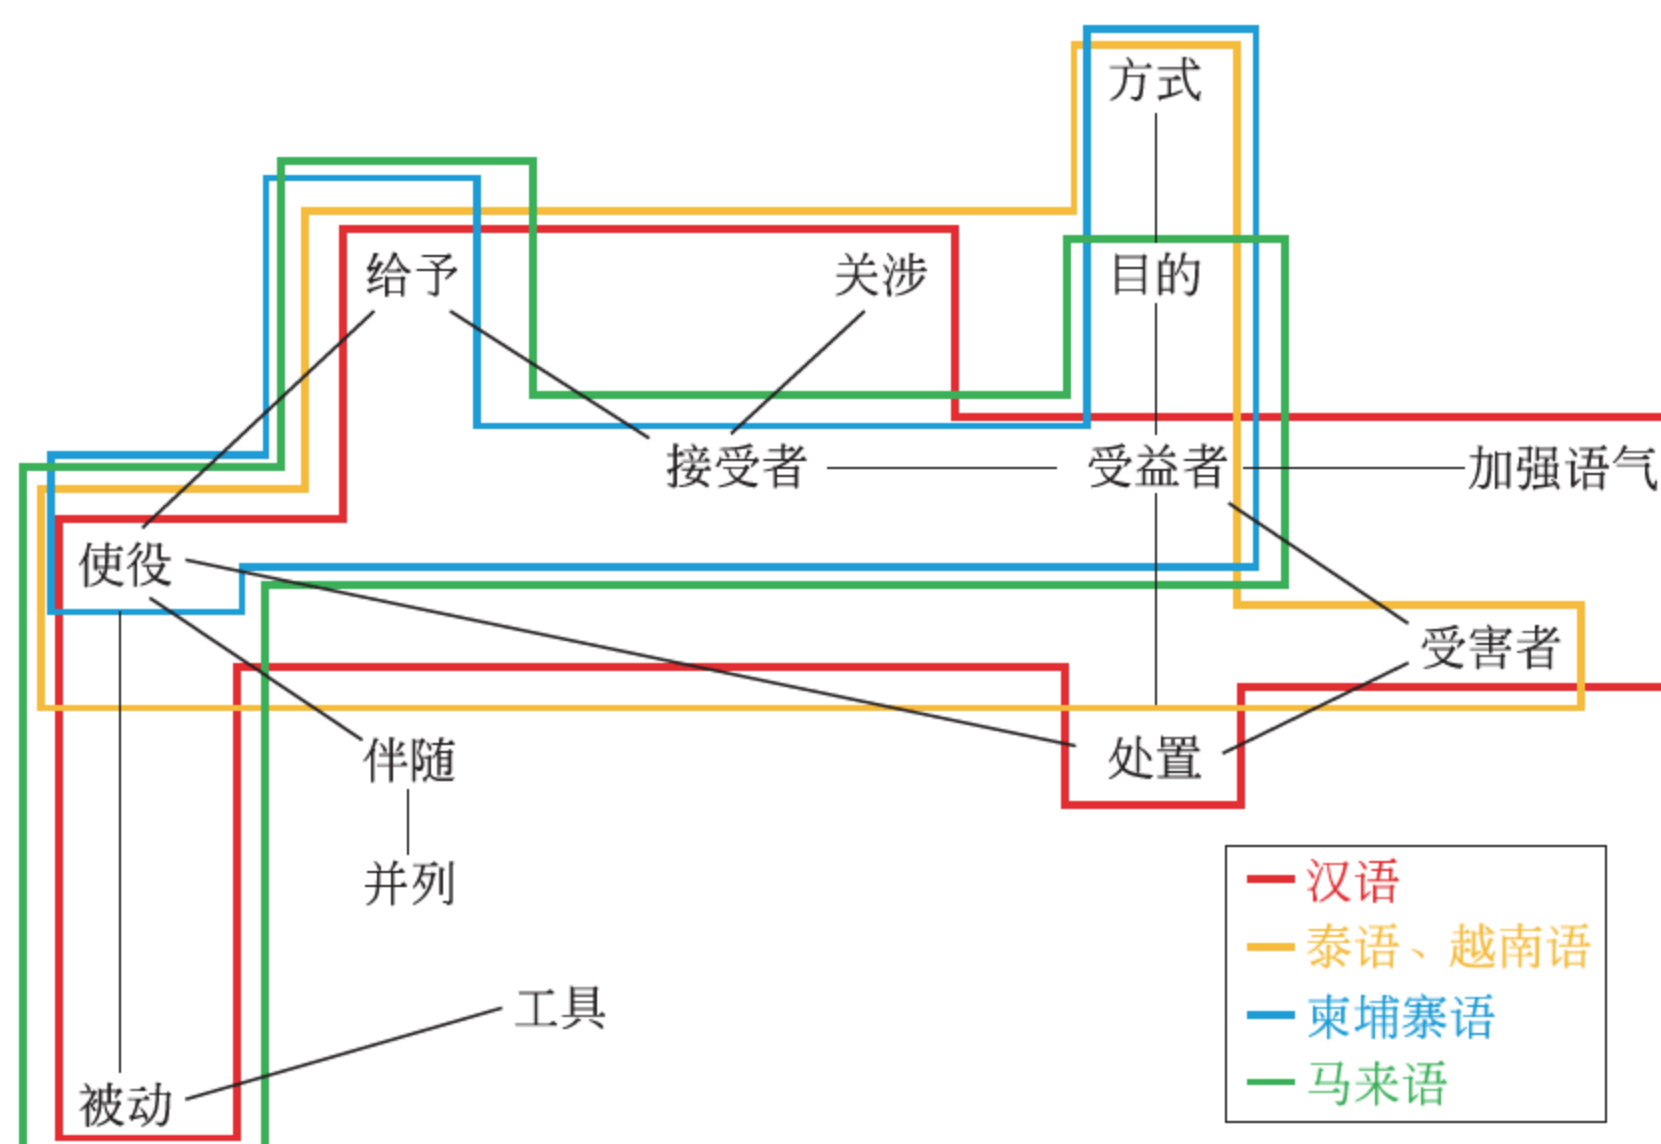 方式
给予
关涉
目的
接受者
受益者
加强语气
使役
受害者
伴随
处置
并列
工具
被动
汉语
泰语、越南语
柬埔寨语
马来语